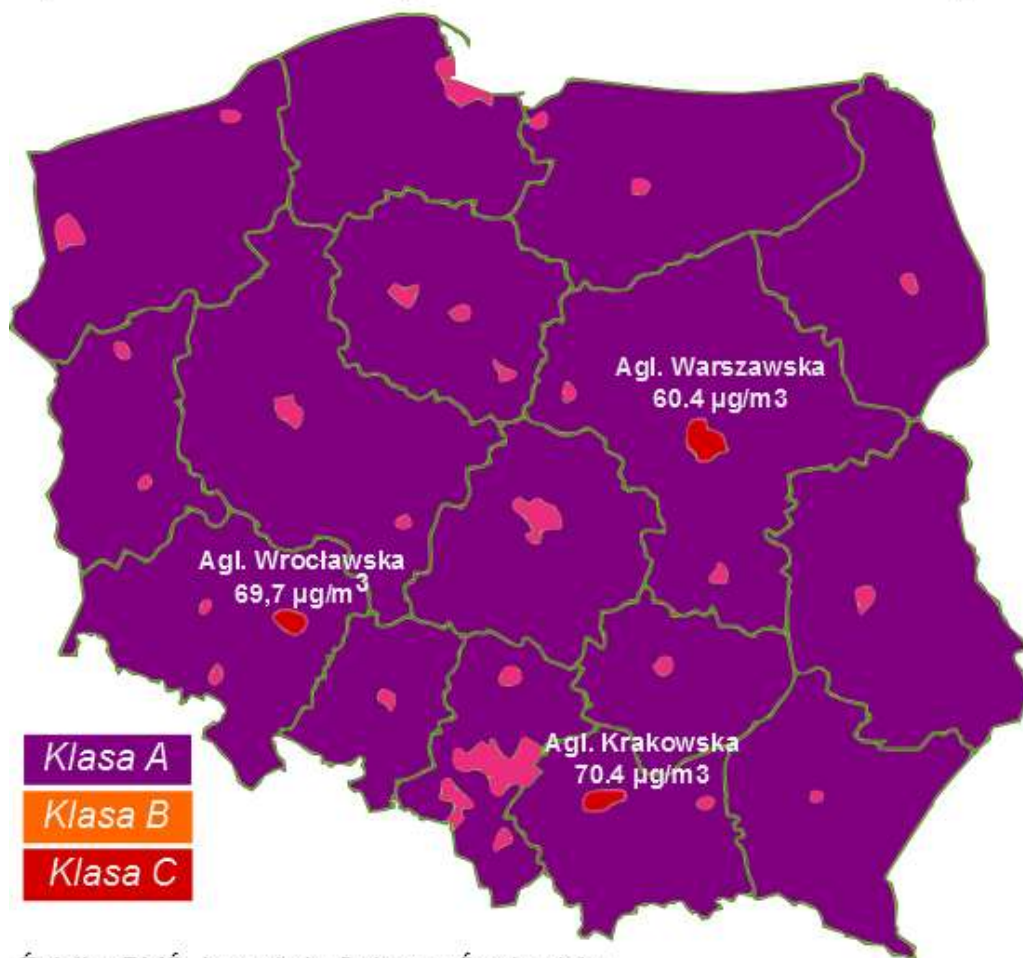 Agl. Warszawska
60.4 µg/m3
Agl. Wrocławska
69,7 µg/m³
Agl. Krakowska
70.4 µg/m3
Klasa A
Klasa B
Klasa C